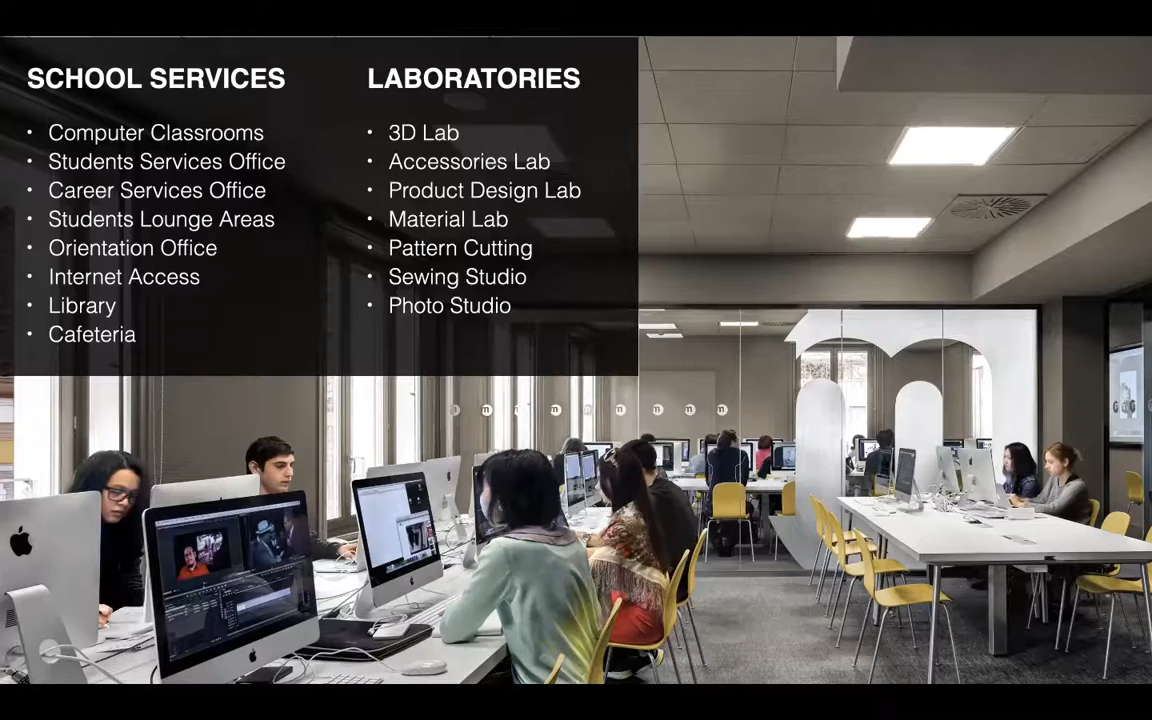 SCHOOL SERVICES
• Computer Classrooms
• Students Services Office
• Career Services Office
• Students Lounge Areas
• Orientation Office
• Internet Access
• Library
• Cafeteria
LABORATORIES
• 3D Lab
• Accessories Lab
• Product Design Lab
• Material Lab
• Pattern Cutting
• Sewing Studio
• Photo Studio
m m m m m m m